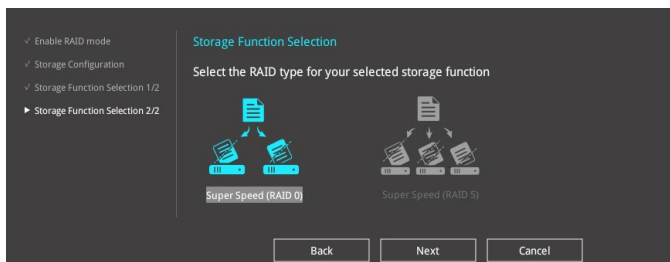 ✓ Enable RAID mode
✓ Storage Configuration
✓ Storage Function Selection 1/2
▶ Storage Function Selection 2/2
Storage Function Selection
Select the RAID type for your selected storage function
Super Speed (RAID 0)
Super Speed (RAID 5)
Back
Next
Cancel